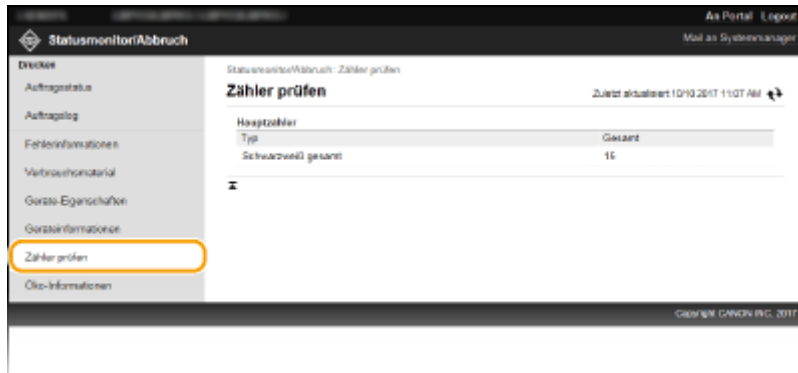 An Portal Logout
Statusmonitor/Abbruch
Mail an Systemmanager
Drucken
Auftragsstatus
Auftragslog
Fehlerinformationen
Verbrauchsmaterial
Geräte-Eigenschaften
Geräteinformationen
Zähler prüfen
Öko-Informationen
Statusmonitor/Abbruch: Zähler prüfen
Zähler prüfen
Zuletzt aktualisiert: 10/10 2017 11:07 AM
Hauptzähler
Typ Gesamt
Schwarzweiß gesamt 16
Copyright CANON INC. 2017